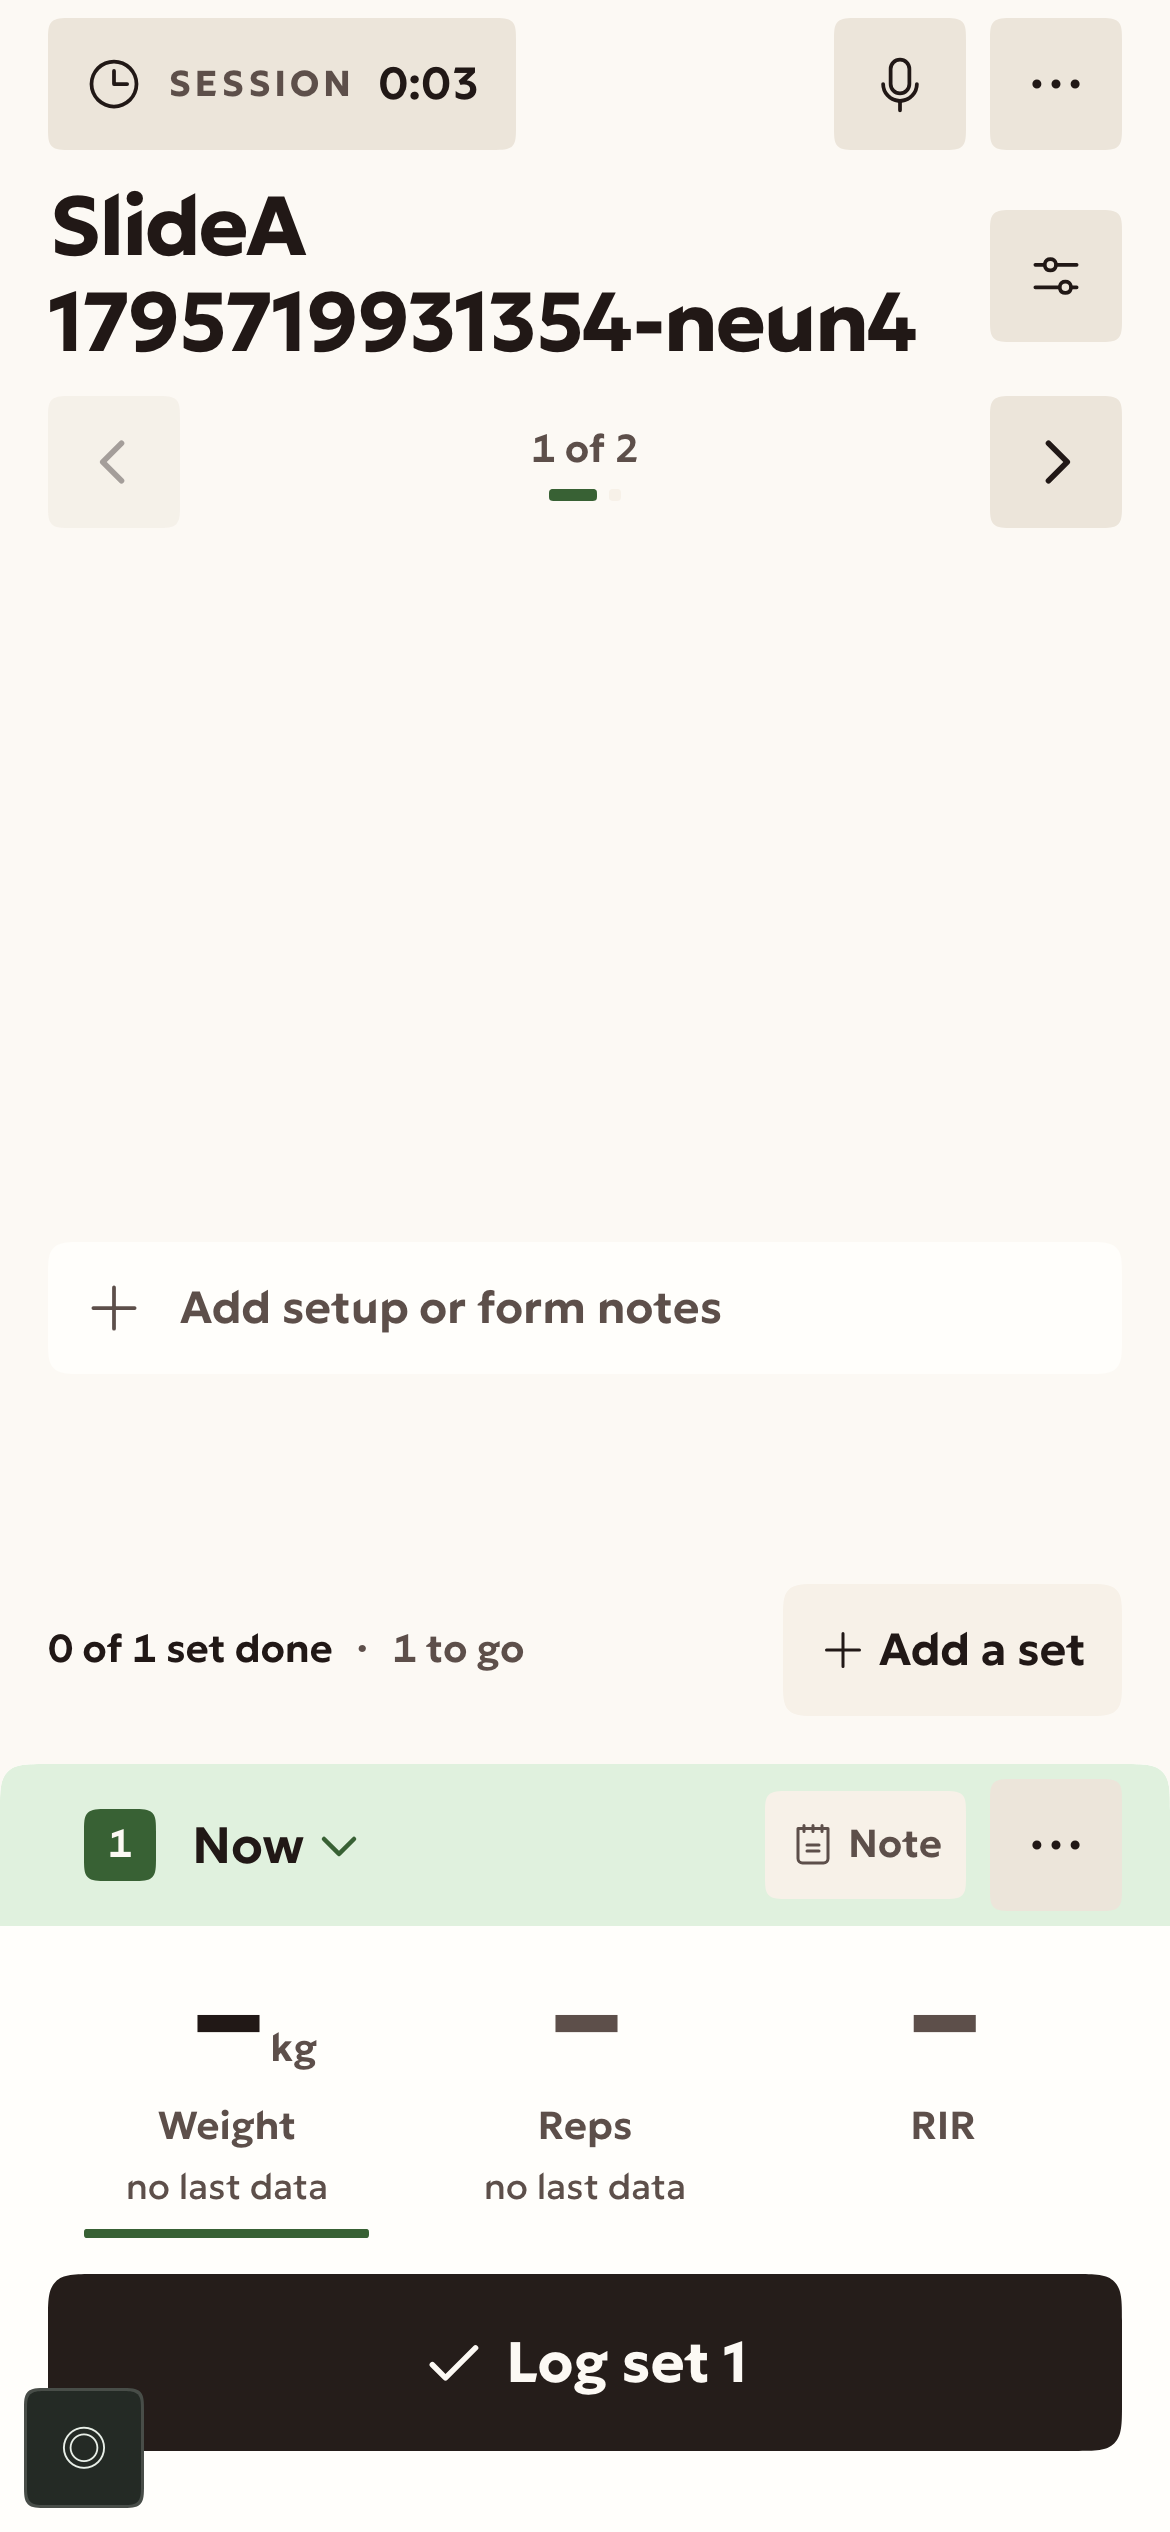 SESSION 0:03
SlideA
1795719931354-neun4
1 of 2
Add setup or form notes
0 of 1 set done · 1 to go
Add a set
1 Now
Note
kg
Weight
Reps
RIR
no last data
no last data
Log set 1